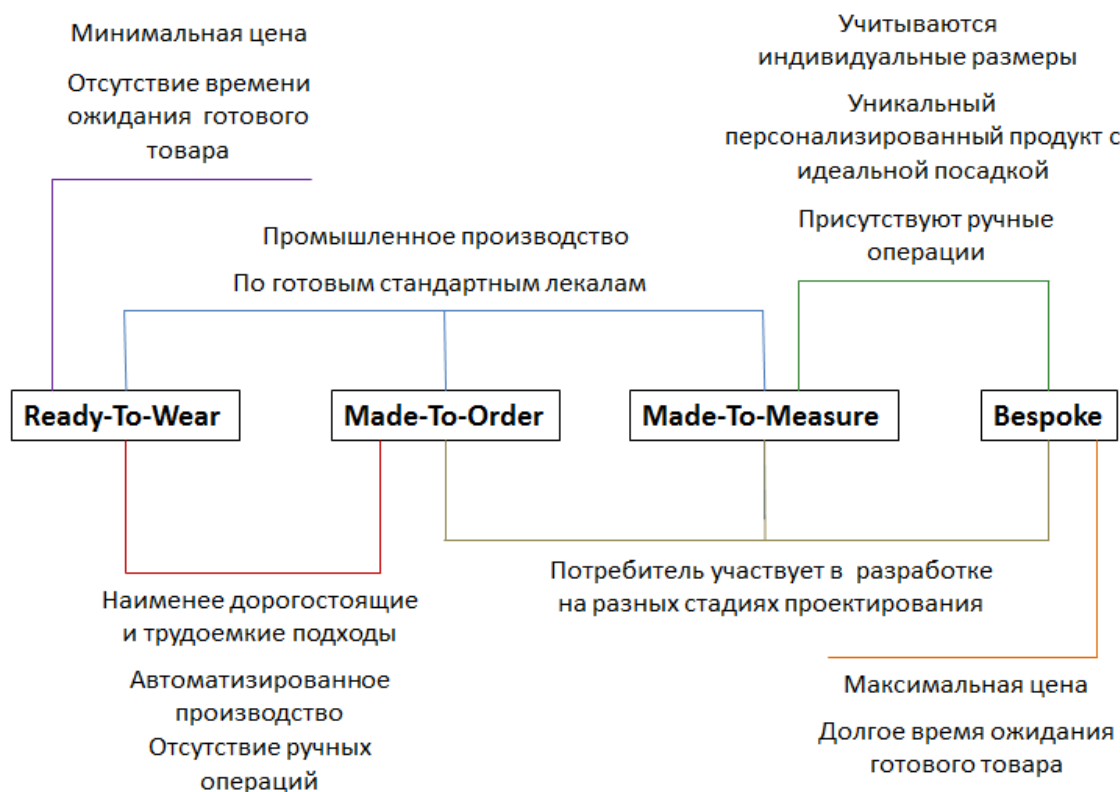 Минимальная цена
Отсутствие времени
ожидания готового
товара
Учитываются
индивидуальные размеры
Уникальный
персонализированный продукт с
идеальной посадкой
Присутствуют ручные
операции
Промышленное производство
По готовым стандартным лекалам
Ready-To-Wear
Made-To-Order
Made-To-Measure
Bespoke
Наименее дорогостоящие
и трудоемкие подходы
Автоматизированное
производство
Отсутствие ручных
операций
Потребитель участвует в разработке
на разных стадиях проектирования
Максимальная цена
Долгое время ожидания
готового товара